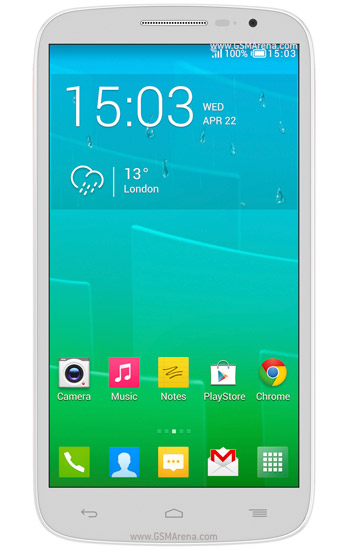 www.GSMArena.com
100% 15:03
15:03
WED
APR 22
13°
London
Camera Music Notes PlayStore Chrome
www.GSMArena.com